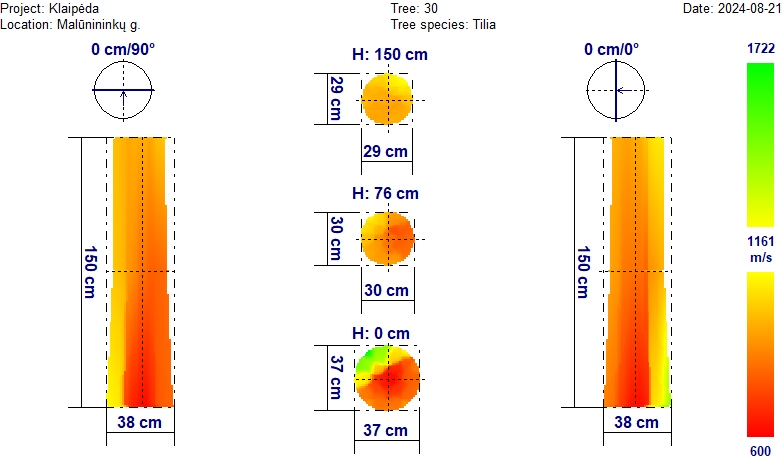 Project: Klaipėda
Tree: 30
Date: 2024-08-21
Location: Malūnininkų g.
Tree species: Tilia
0 cm/90°
H: 150 cm
0 cm/0°
1722
29 cm
29 cm
H: 76 cm
30 cm
30 cm
150 cm
150 cm
1161
m/s
H: 0 cm
37 cm
37 cm
38 cm
38 cm
600